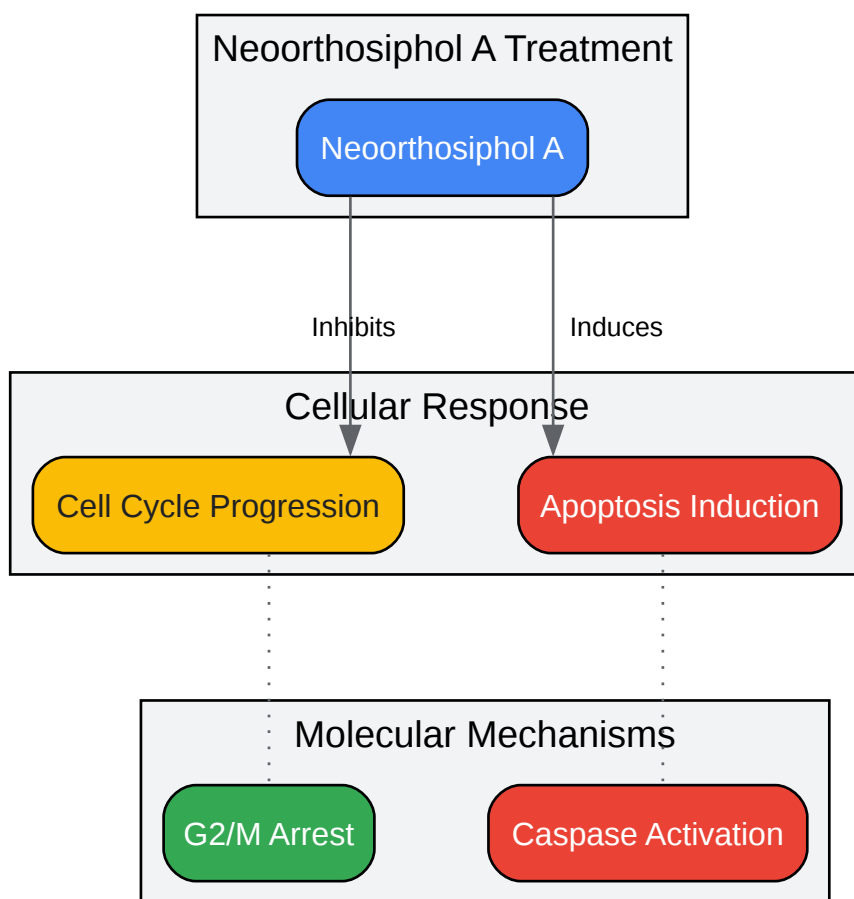 Neoorthosiphol A Treatment
Neoorthosiphol A
Inhibits
Induces
Cellular Response
Cell Cycle Progression
Apoptosis Induction
Molecular Mechanisms
G2/M Arrest
Caspase Activation